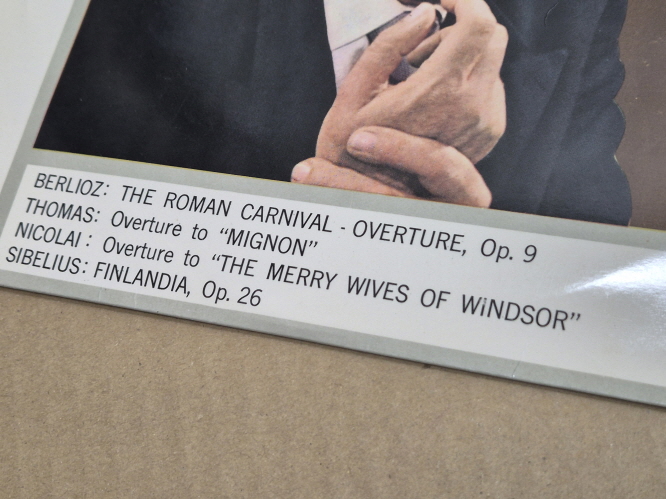 BERLIOZ: THE ROMAN CARNIVAL - OVERTURE, Op. 9
THOMAS: Overture to “MIGNON”
NICOLAI: Overture to “THE MERRY WIVES OF WiNDSOR”
SIBELIUS: FINLANDIA, Op. 26